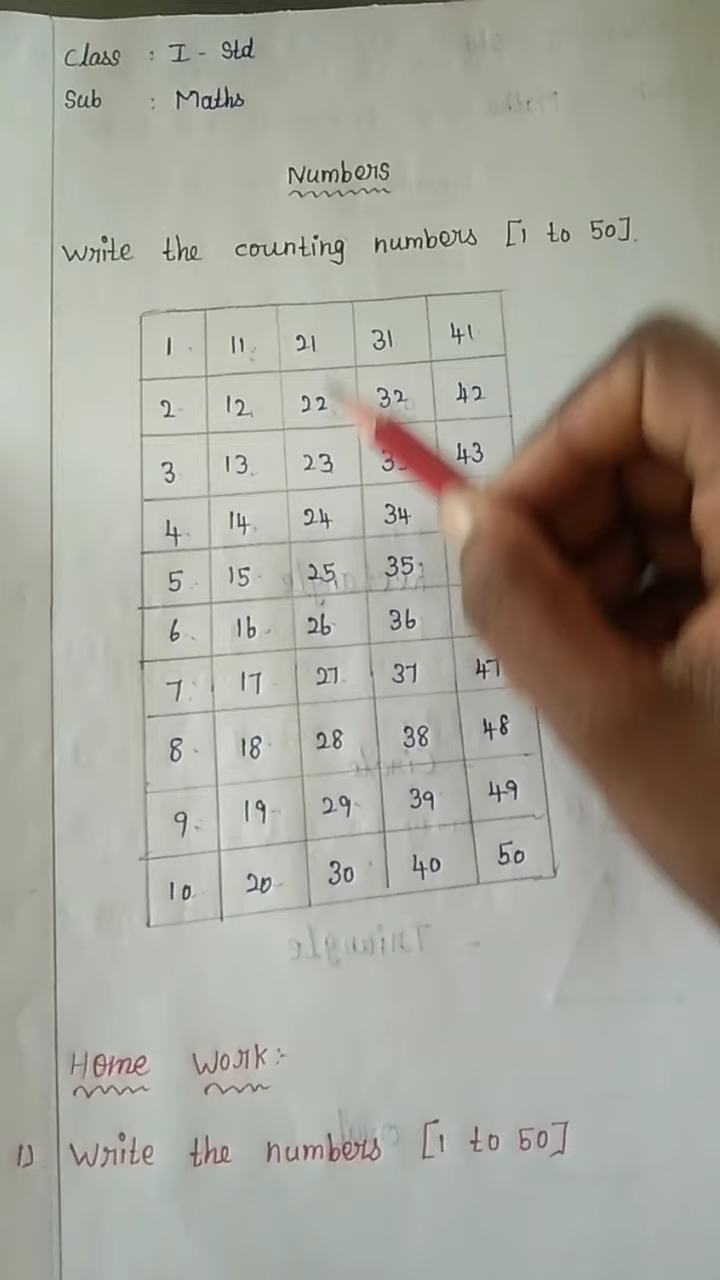 Class : I - Std
Sub : Maths
Numbers
Write the counting numbers [1 to 50].
1 11 21 31 41
2 12 22 32 42
3 13 23 43
4 14 24 34
5 15 25 35
6 16 26 36
7 17 27 37 47
8 18 28 38 48
9 19 29 39 49
10 20 30 40 50
Home Work:-
1) Write the numbers [1 to 50]